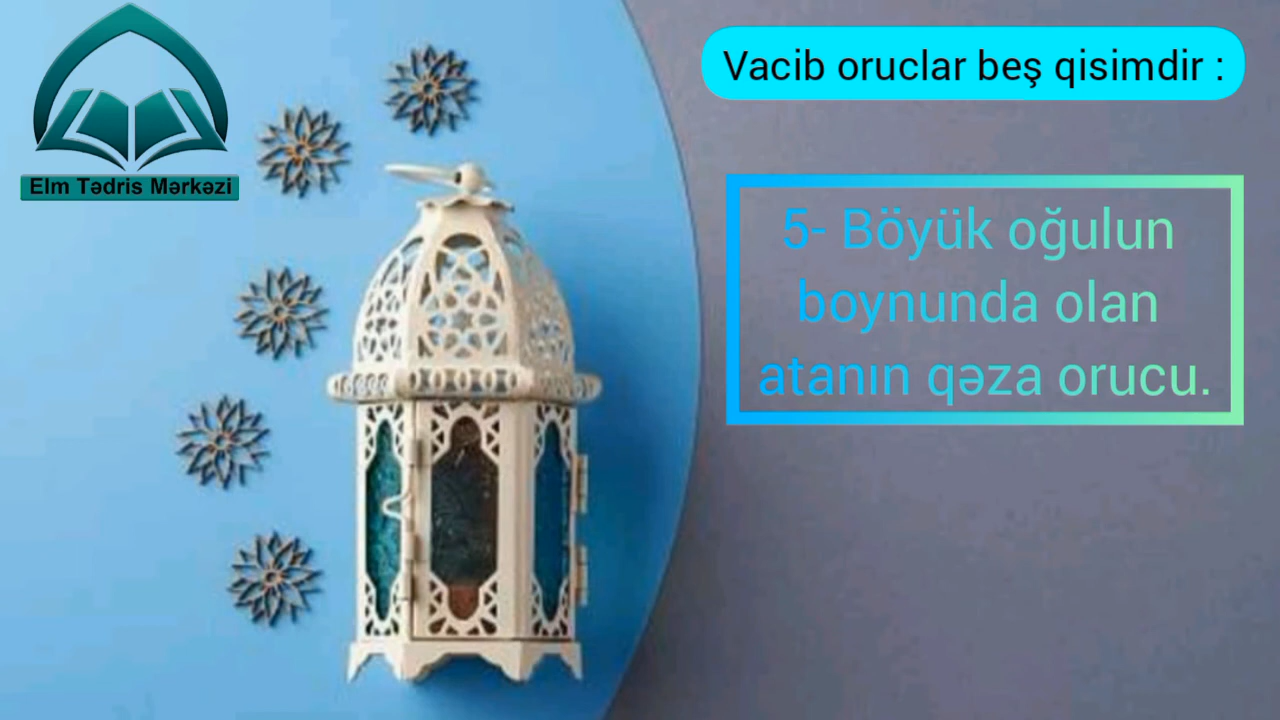 Elm Tədris Mərkəzi
Vacib oruclar beş qisimdir :
5- Böyük oğulun
boynunda olan
atanın qəza orucu.